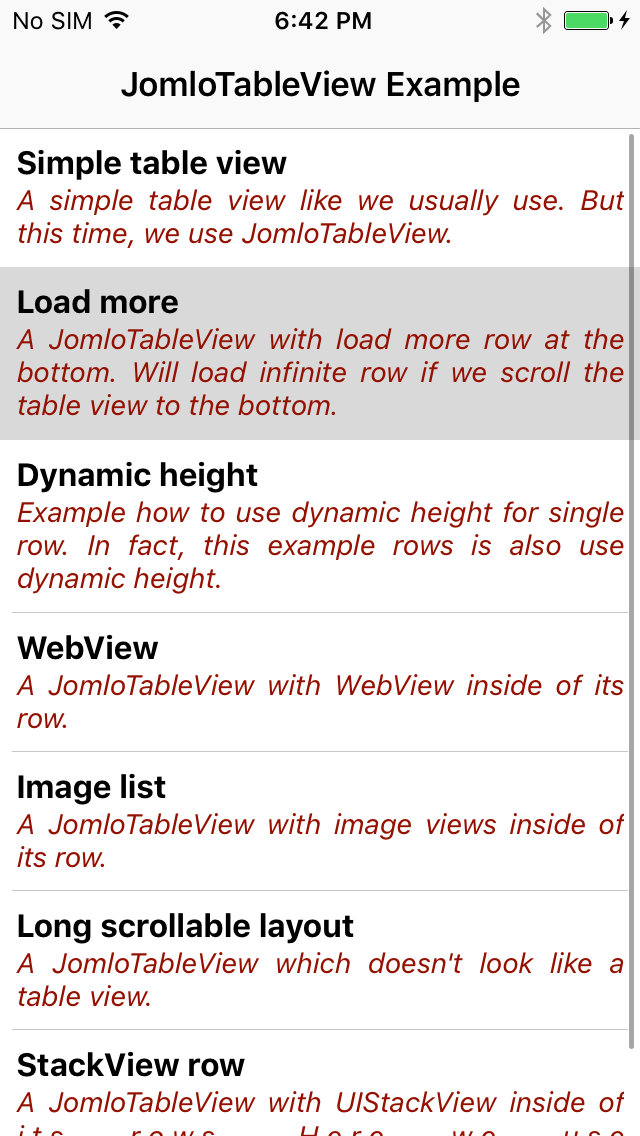 No SIM 6:42 PM
JomloTableView Example
Simple table view
A simple table view like we usually use. But
this time, we use JomloTableView.
Load more
A JomloTableView with load more row at the
bottom. Will load infinite row if we scroll the
table view to the bottom.
Dynamic height
Example how to use dynamic height for single
row. In fact, this example rows is also use
dynamic height.
WebView
A JomloTableView with WebView inside of its
row.
Image list
A JomloTableView with image views inside of
its row.
Long scrollable layout
A JomloTableView which doesn't look like a
table view.
StackView row
A JomloTableView with UIStackView inside of
its rows. Here we use